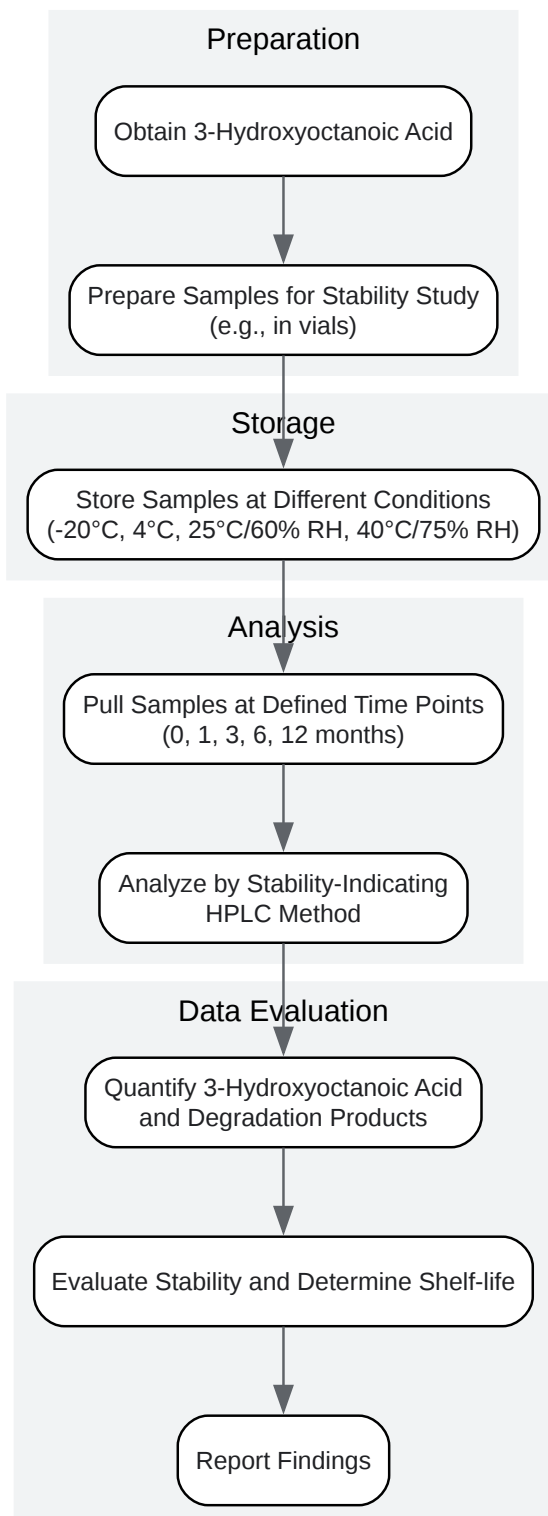 Preparation
Obtain 3-Hydroxyoctanoic Acid
Prepare Samples for Stability Study
(e.g., in vials)
Storage
Store Samples at Different Conditions
(-20°C, 4°C, 25°C/60% RH, 40°C/75% RH)
Analysis
Pull Samples at Defined Time Points
(0, 1, 3, 6, 12 months)
Analyze by Stability-Indicating
HPLC Method
Data Evaluation
Quantify 3-Hydroxyoctanoic Acid
and Degradation Products
Evaluate Stability and Determine Shelf-life
Report Findings